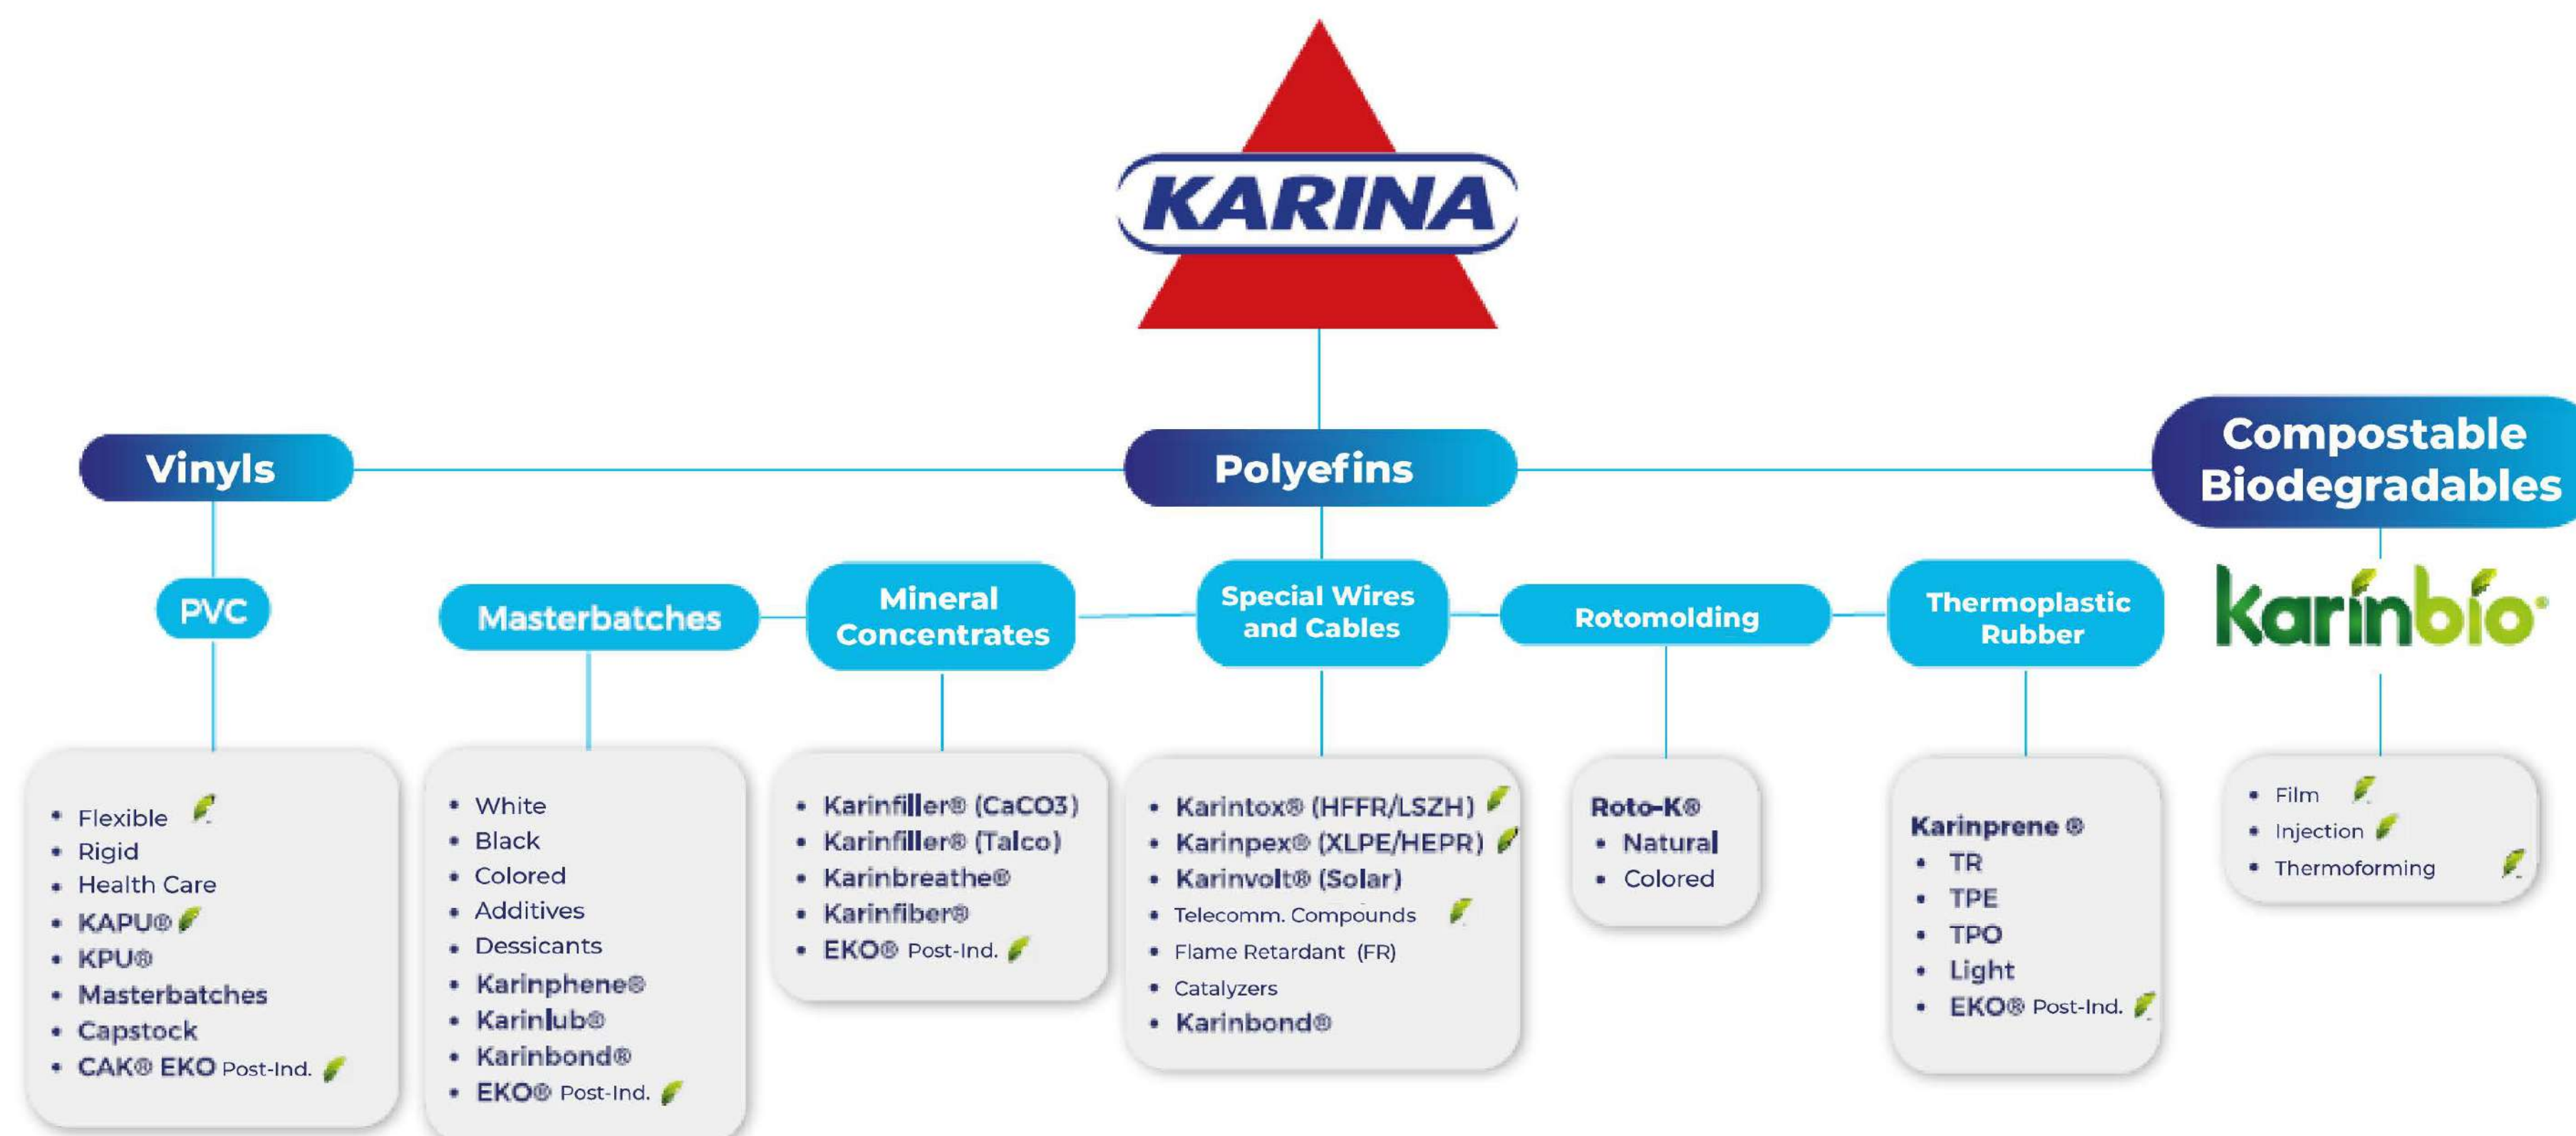 KARINA
Vinyls
Polyefins
Compostable
Biodegradables
PVC
Masterbatches
Mineral
Concentrates
Special Wires
and Cables
Rotomolding
Thermoplastic
Rubber
karinbio
• Flexible
• Rigid
• Health Care
• KAPU®
• KPU®
• Masterbatches
• Capstock
• CAK® EKO Post-Ind.
• White
• Black
• Colored
• Additives
• Dessicants
• Karinphene®
• Karinlub®
• Karinbond®
• EKO® Post-Ind.
• Karinfiller® (CaCO3)
• Karinfiller® (Talco)
• Karinbreathe®
• Karinfiber®
• EKO® Post-Ind.
• Karintox® (HFFR/LSZH)
• Karinpex® (XLPE/HEPR)
• Karinvolt® (Solar)
• Telecomm. Compounds
• Flame Retardant (FR)
• Catalyzers
• Karinbond®
Roto-K®
• Natural
• Colored
Karinprene ®
• TR
• TPE
• TPO
• Light
• EKO® Post-Ind.
• Film
• Injection
• Thermoforming